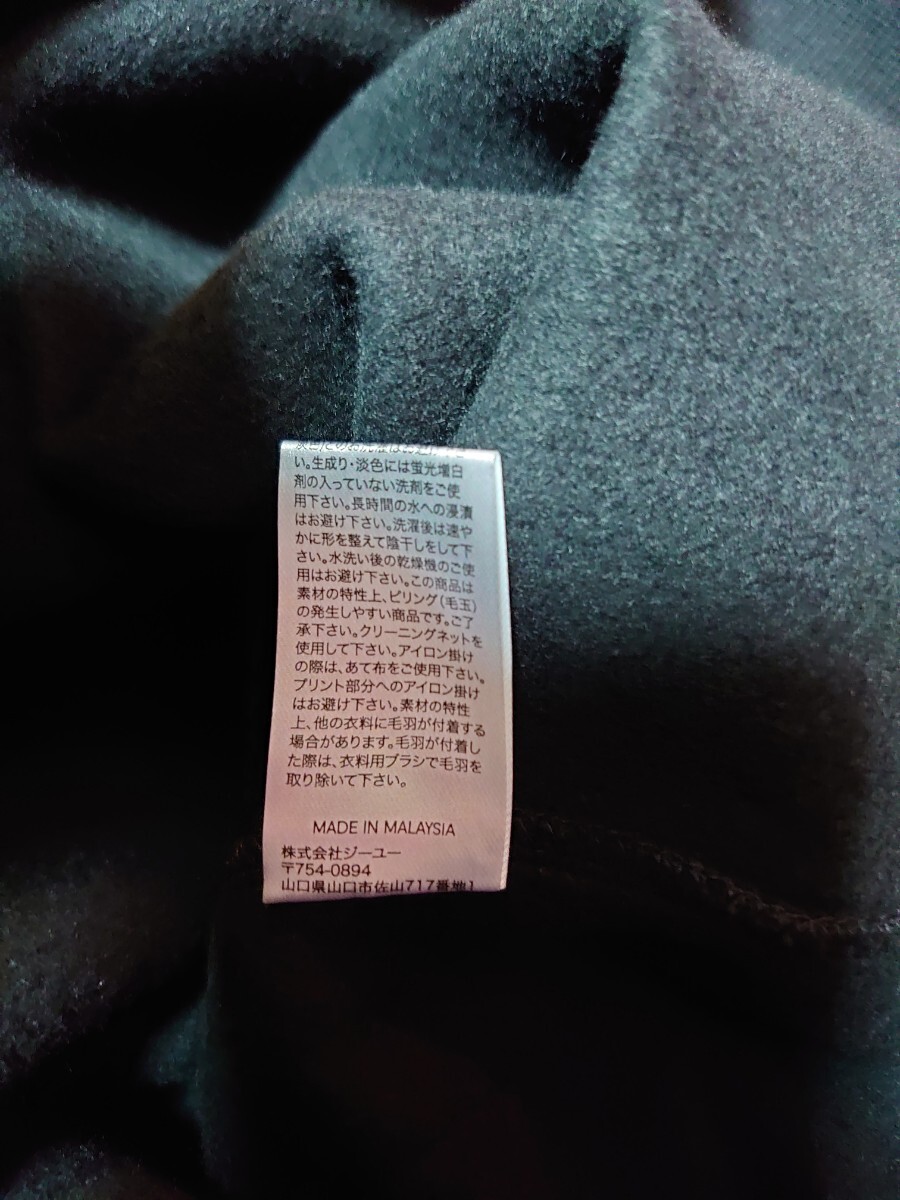 い。生成り・淡色には蛍光増白
剤の入っていない洗剤をご使
用下さい。長時間の水への浸漬
はお避け下さい。洗濯後は速や
かに形を整えて陰干しをして下
さい。水洗い後の乾燥機のご使
用はお避け下さい。この商品は
素材の特性上、ピリング(毛玉)
の発生しやすい商品です。ご了
承下さい。クリーニングネットを
使用して下さい。アイロン掛け
の際は、あて布をご使用下さい。
プリント部分へのアイロン掛け
はお避け下さい。素材の特性
上、他の衣料に毛羽が付着する
場合があります。毛羽が付着し
た際は、衣料用ブラシで毛羽を
取り除いて下さい。
MADE IN MALAYSIA
株式会社ジーユー
〒754-0894
山口県山口市佐山717番地1